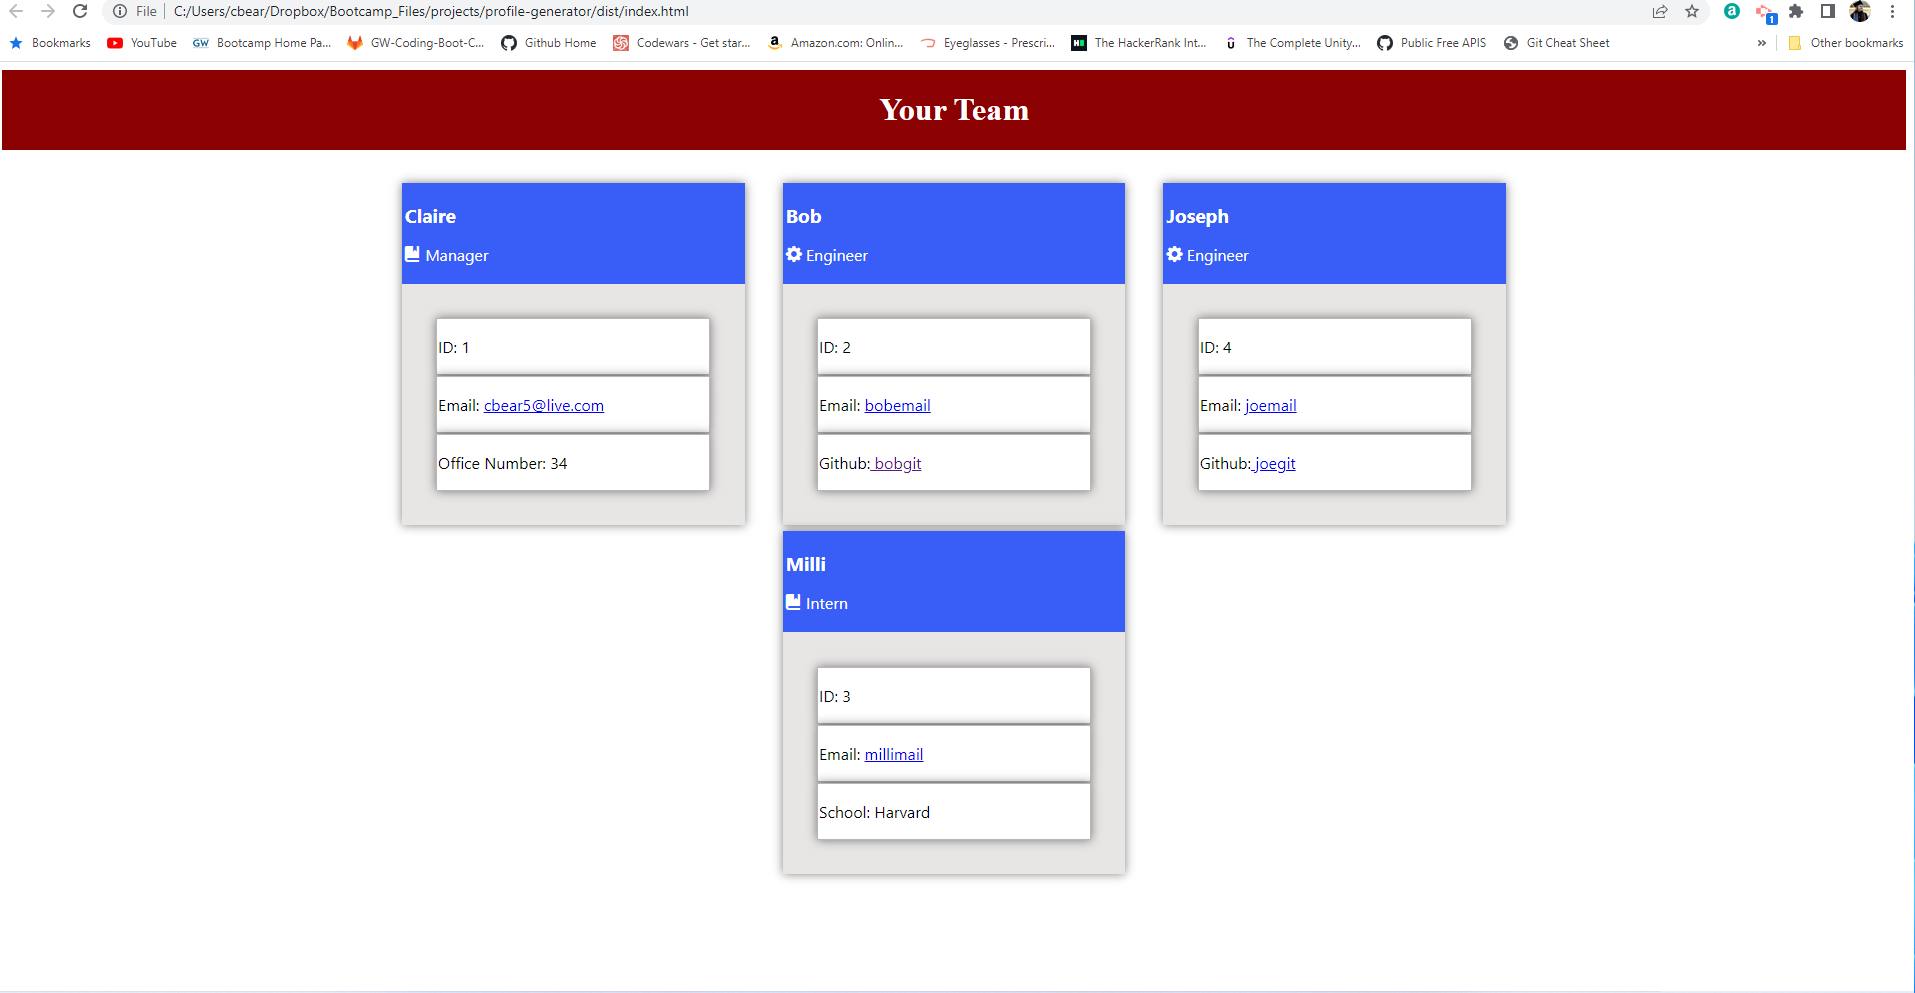 File C:/Users/cbear/Dropbox/Bootcamp_Files/projects/profile-generator/dist/index.html
1
Bookmarks YouTube GW Bootcamp Home Pa... GW-Coding-Boot-C... Github Home Codewars - Get star... Amazon.com: Onlin... Eyeglasses - Prescri... The HackerRank Int... The Complete Unity... Public Free APIS Git Cheat Sheet » Other bookmarks
Your Team
Claire
Manager
ID: 1
Email: cbear5@live.com
Office Number: 34
Bob
Engineer
ID: 2
Email: bobemail
Github: bobgit
Joseph
Engineer
ID: 4
Email: joemail
Github: joegit
Milli
Intern
ID: 3
Email: millimail
School: Harvard